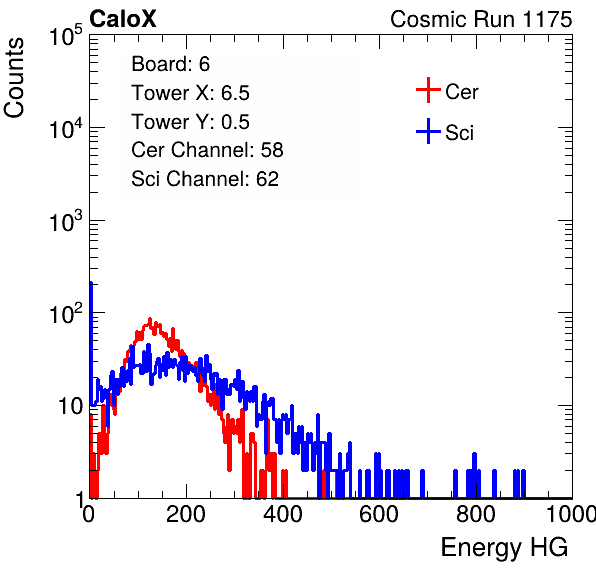 CaloX
Cosmic Run 1175
Counts
10^5
10^4
10^3
10^2
10
1
Board: 6
Tower X: 6.5
Tower Y: 0.5
Cer Channel: 58
Sci Channel: 62
Cer
Sci
0 200 400 600 800 1000
Energy HG